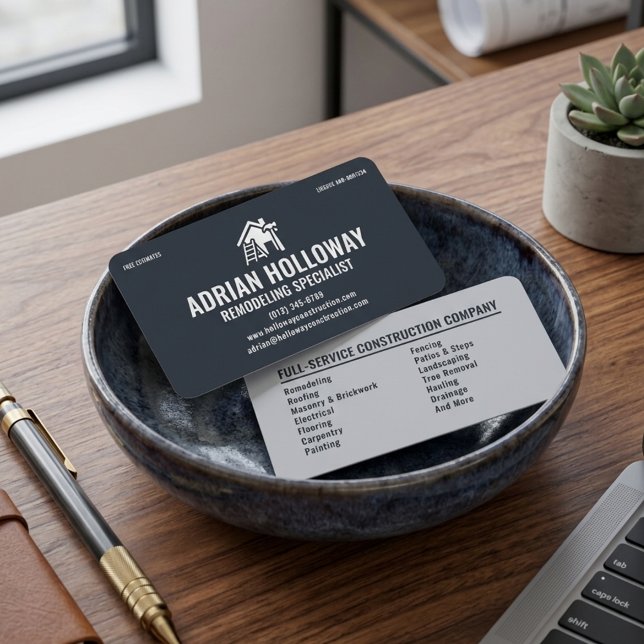 FREE ESTIMATES
ADRIAN HOLLOWAY
REMODELING SPECIALIST
(013) 345-6789
www.hollowayconstruction.com
adrian@hollowayconctrection.com
FULL-SERVICE CONSTRUCTION COMPANY
Remodeling
Roofing
Masonry & Brickwork
Electrical
Flooring
Carpentry
Painting
Fencing
Patios & Steps
Landscaping
Tree Removal
Hauling
Drainage
And More
tab
caps lock
shift